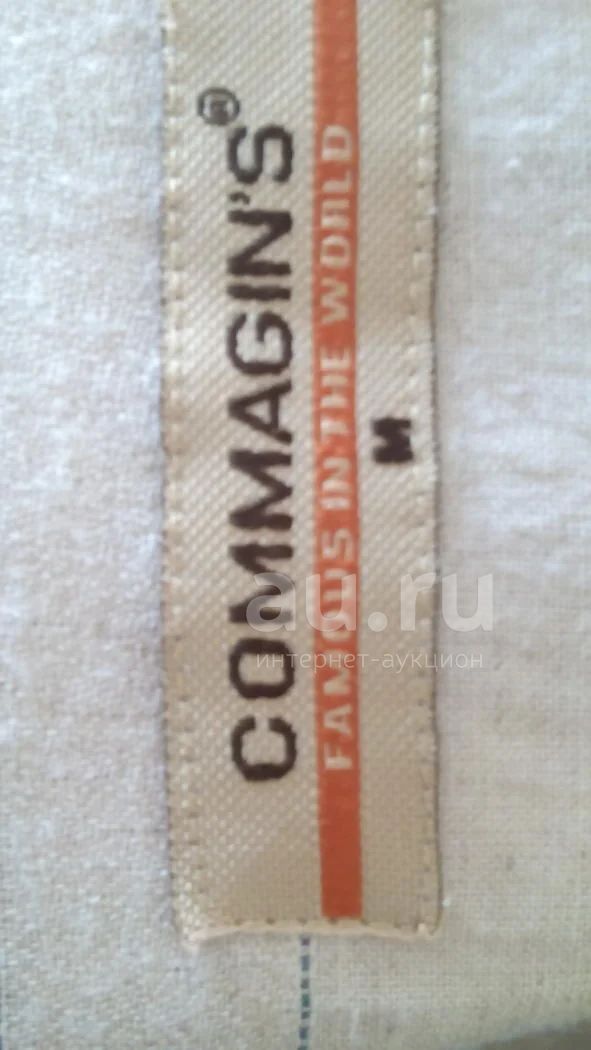 COMMAGIN'S®
FAMOUS IN THE WORLD
M
au.ru
интернет-аукцион